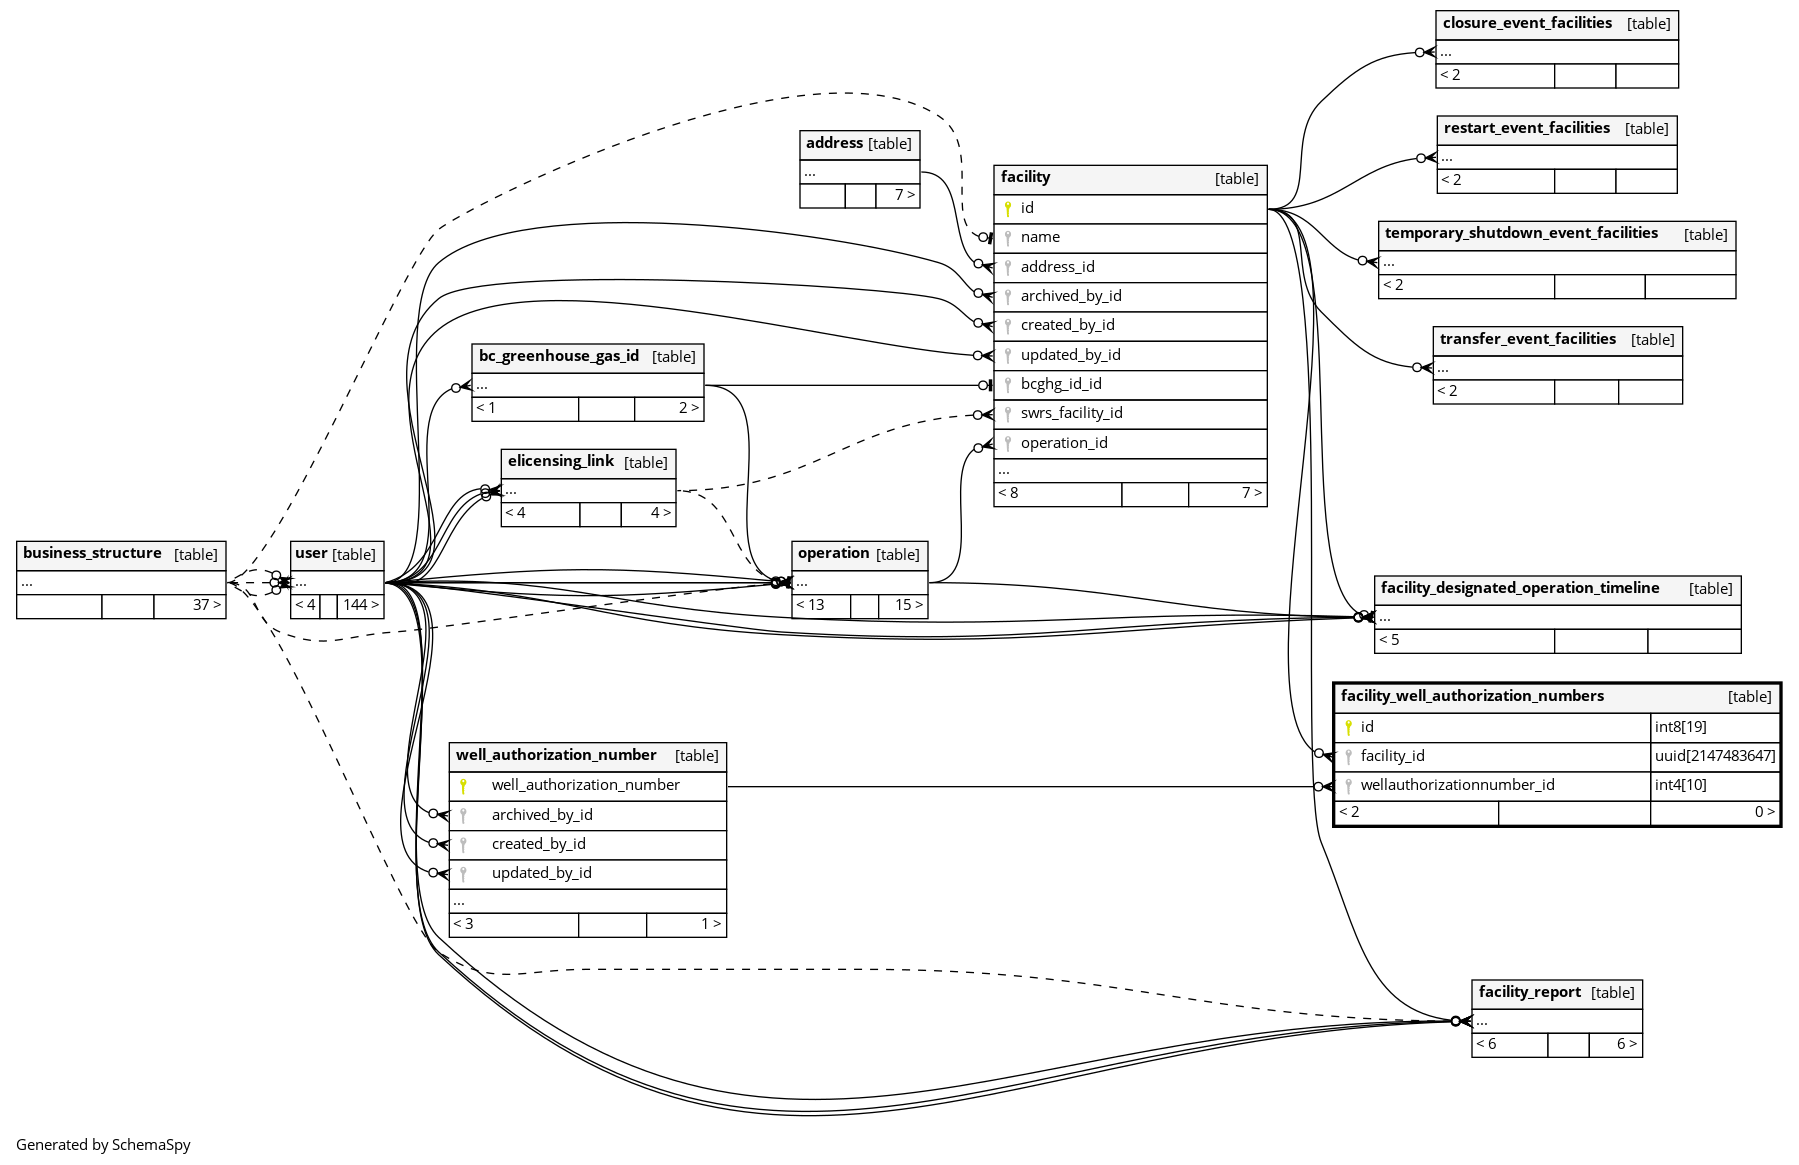 closure_event_facilities [table]
...
< 2
restart_event_facilities [table]
...
< 2
address [table]
...
7 >
facility [table]
id
name
address_id
archived_by_id
created_by_id
updated_by_id
bcghg_id_id
swrs_facility_id
operation_id
...
< 8 7 >
temporary_shutdown_event_facilities [table]
...
< 2
transfer_event_facilities [table]
...
< 2
bc_greenhouse_gas_id [table]
...
< 1 2 >
elicensing_link [table]
...
< 4 4 >
business_structure [table]
...
37 >
user [table]
...
< 4 144 >
operation [table]
...
< 13 15 >
facility_designated_operation_timeline [table]
...
< 5
facility_well_authorization_numbers [table]
id int8[19]
facility_id uuid[2147483647]
wellauthorizationnumber_id int4[10]
< 2 0 >
well_authorization_number [table]
well_authorization_number
archived_by_id
created_by_id
updated_by_id
...
< 3 1 >
facility_report [table]
...
< 6 6 >
Generated by SchemaSpy